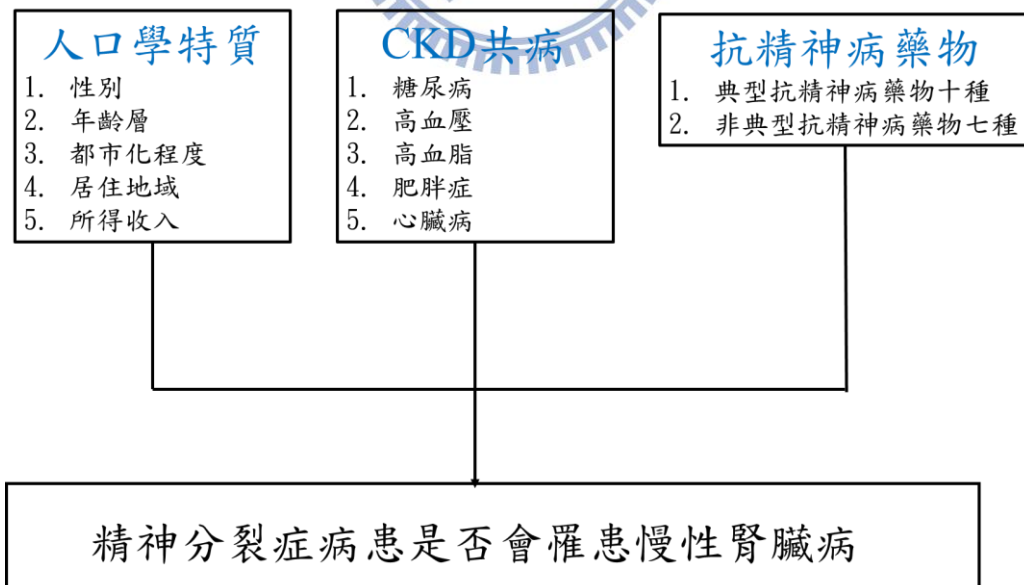 人口學特質
1. 性別
2. 年齡層
3. 都市化程度
4. 居住地域
5. 所得收入
CKD共病
1. 糖尿病
2. 高血壓
3. 高血脂
4. 肥胖症
5. 心臟病
抗精神病藥物
1. 典型抗精神病藥物十種
2. 非典型抗精神病藥物七種
精神分裂症病患是否會罹患慢性腎臟病